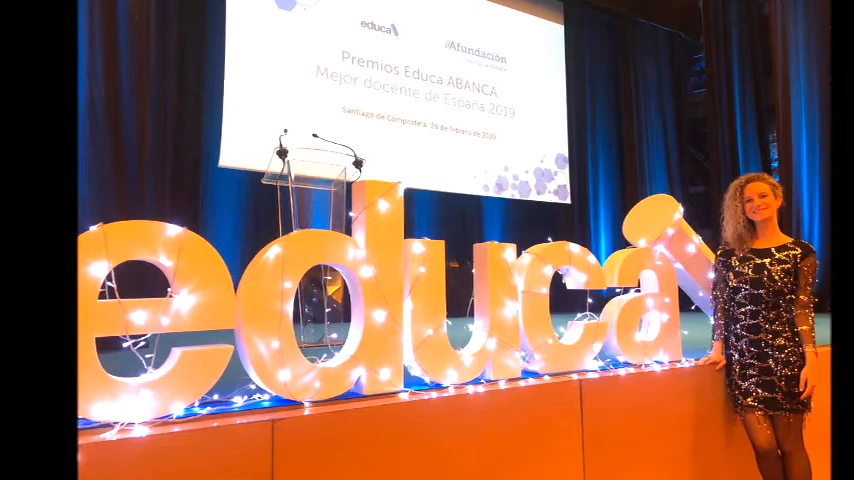 educa
//Afundación
Premios Educa ABANCA
Mejor docente de España 2019
Santiago de Compostela, 29 de febrero de 2020
educa